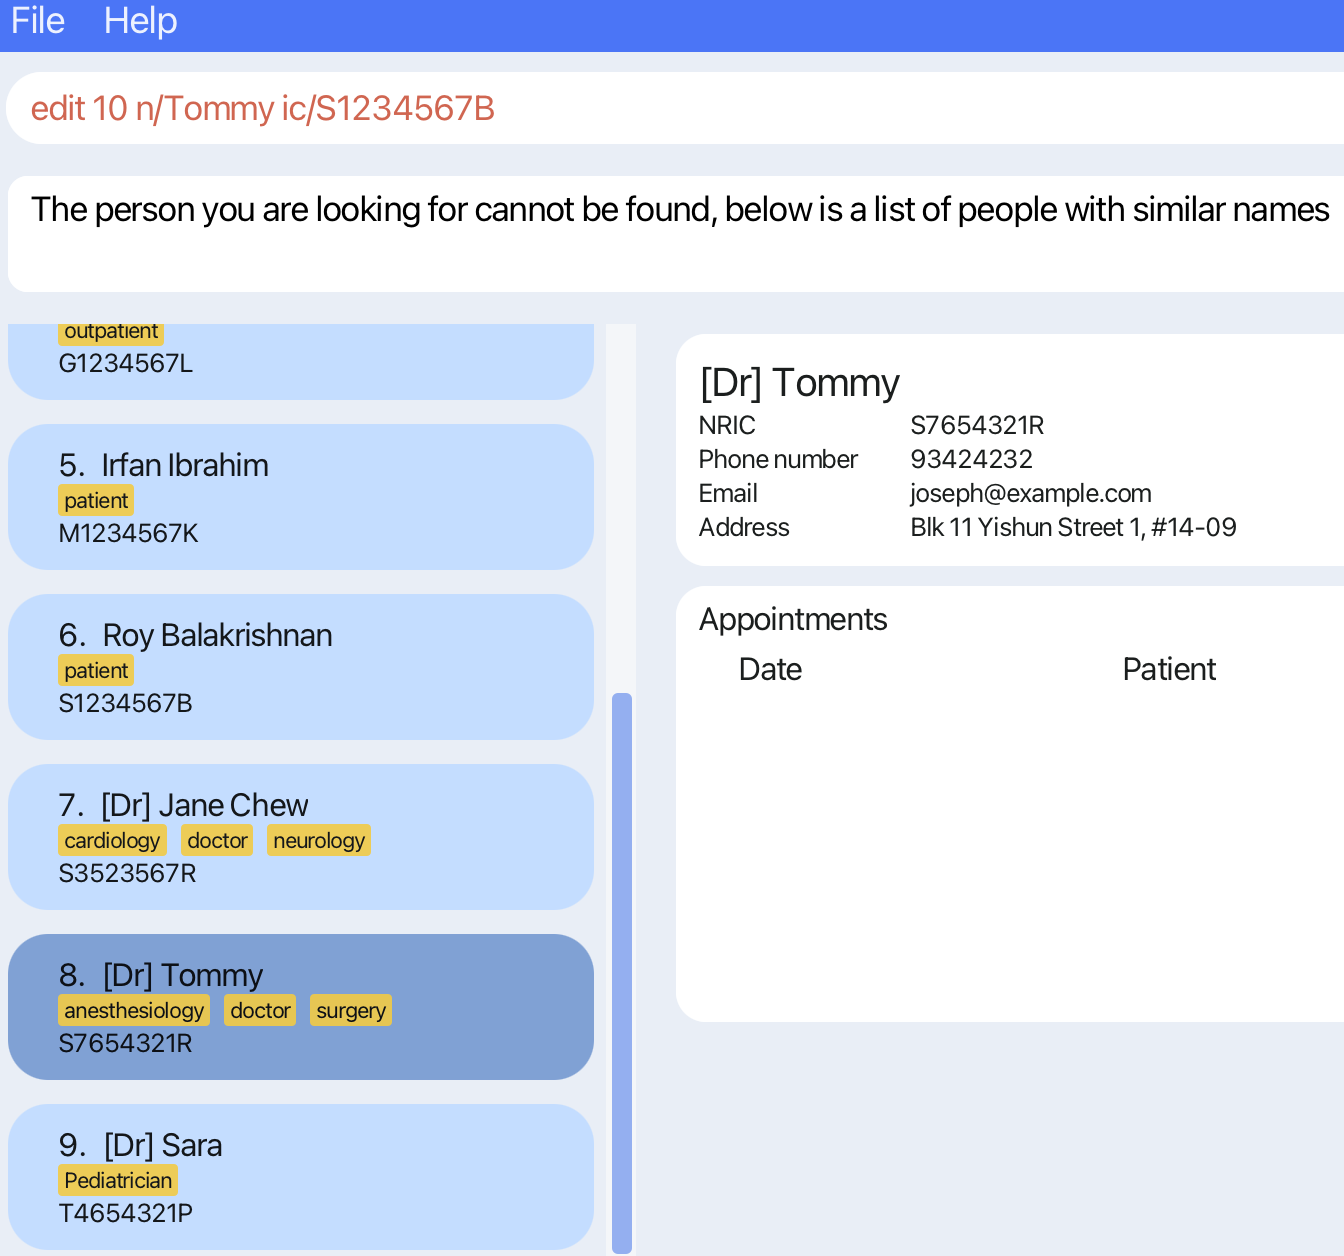 File Help
edit 10 n/Tommy ic/S1234567B
The person you are looking for cannot be found, below is a list of people with similar names
outpatient
G1234567L
5. Irfan Ibrahim
patient
M1234567K
6. Roy Balakrishnan
patient
S1234567B
7. [Dr] Jane Chew
cardiology doctor neurology
S3523567R
8. [Dr] Tommy
anesthesiology doctor surgery
S7654321R
9. [Dr] Sara
Pediatrician
T4654321P
[Dr] Tommy
NRIC S7654321R
Phone number 93424232
Email joseph@example.com
Address Blk 11 Yishun Street 1, #14-09
Appointments
Date Patient